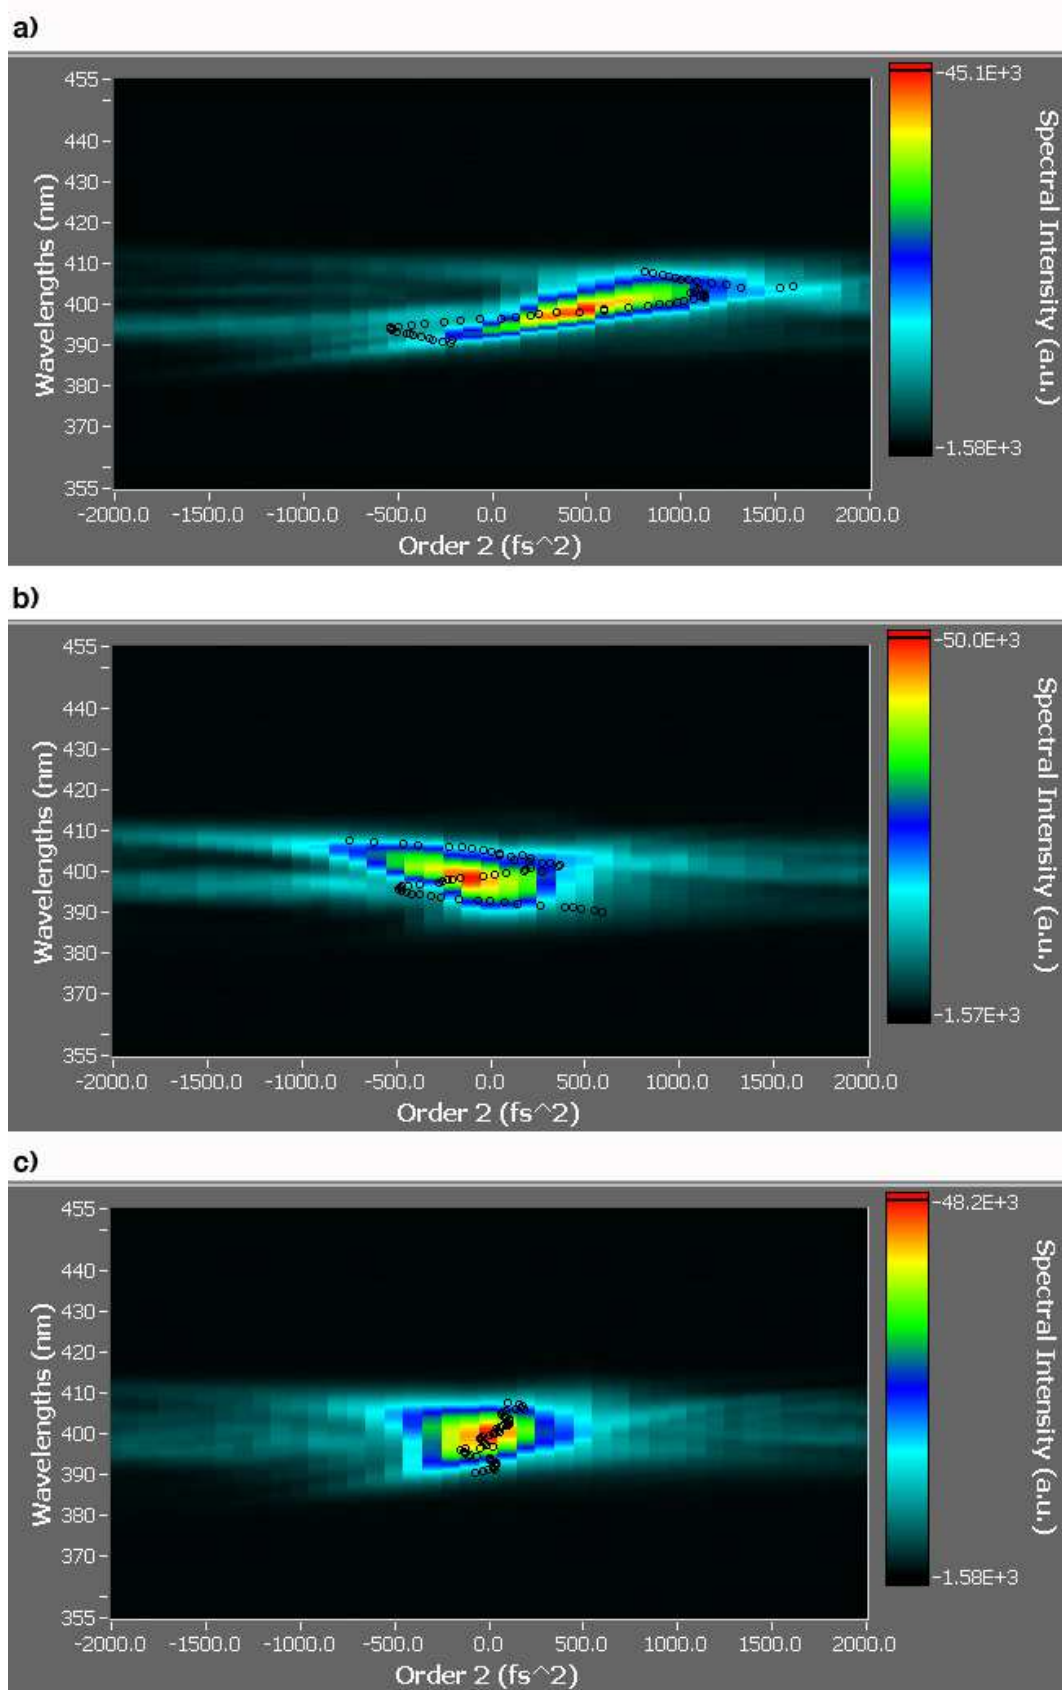 a)
455
440
430
420
410
400
390
380
370
355
Wavelengths (nm)
-2000.0 -1500.0 -1000.0 -500.0 0.0 500.0 1000.0 1500.0 2000.0
Order 2 (fs^2)
-45.1E+3
-1.58E+3
Spectral Intensity (a.u.)
b)
455
440
430
420
410
400
390
380
370
355
Wavelengths (nm)
-2000.0 -1500.0 -1000.0 -500.0 0.0 500.0 1000.0 1500.0 2000.0
Order 2 (fs^2)
-50.0E+3
-1.57E+3
Spectral Intensity (a.u.)
c)
455
440
430
420
410
400
390
380
370
355
Wavelengths (nm)
-2000.0 -1500.0 -1000.0 -500.0 0.0 500.0 1000.0 1500.0 2000.0
Order 2 (fs^2)
-48.2E+3
-1.58E+3
Spectral Intensity (a.u.)